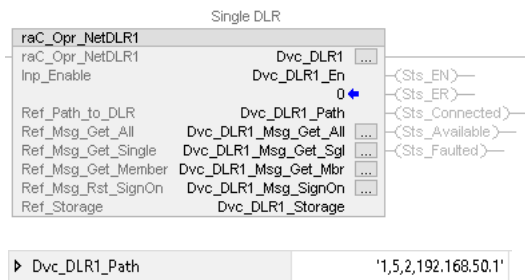 Single DLR
raC_Opr_NetDLR1
raC_Opr_NetDLR1 Dvc_DLR1 ...
Inp_Enable Dvc_DLR1_En (Sts_EN)
0 (Sts_ER)
Ref_Path_to_DLR Dvc_DLR1_Path (Sts_Connected)
Ref_Msg_Get_All Dvc_DLR1_Msg_Get_All ... (Sts_Available)
Ref_Msg_Get_Single Dvc_DLR1_Msg_Get_Sgl ... (Sts_Faulted)
Ref_Msg_Get_Member Dvc_DLR1_Msg_Get_Mbr ...
Ref_Msg_Rst_SignOn Dvc_DLR1_Msg_SignOn ...
Ref_Storage Dvc_DLR1_Storage
Dvc_DLR1_Path '1,5,2,192.168.50.1'